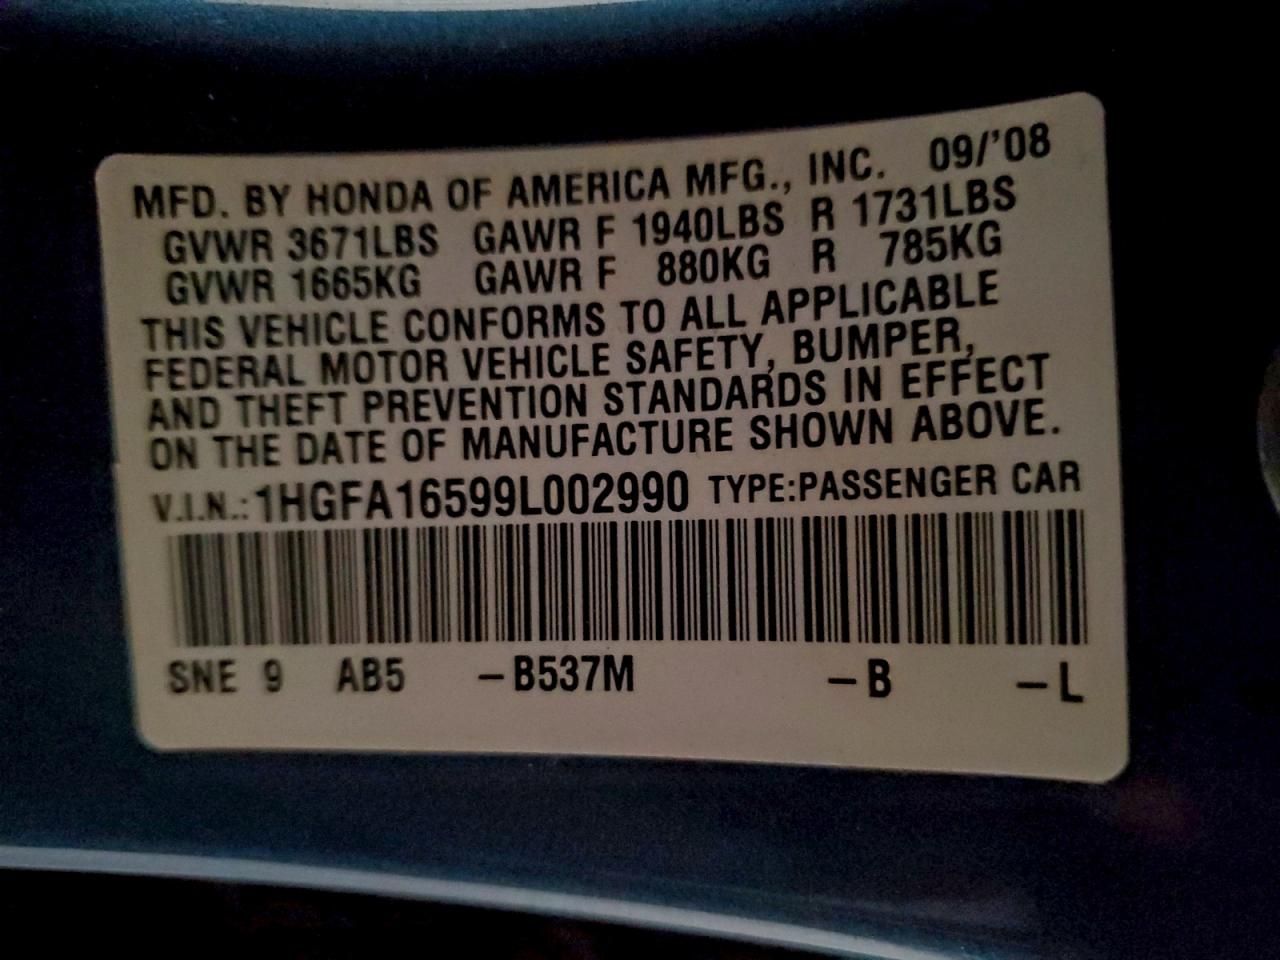 MFD. BY HONDA OF AMERICA MFG., INC. 09/'08
GVWR 3671LBS GAWR F 1940LBS R 1731LBS
GVWR 1665KG GAWR F 880KG R 785KG
THIS VEHICLE CONFORMS TO ALL APPLICABLE
FEDERAL MOTOR VEHICLE SAFETY, BUMPER,
AND THEFT PREVENTION STANDARDS IN EFFECT
ON THE DATE OF MANUFACTURE SHOWN ABOVE.
V.I.N.: 1HGFA16599L002990 TYPE:PASSENGER CAR
SNE 9 AB5 –B537M –B –L